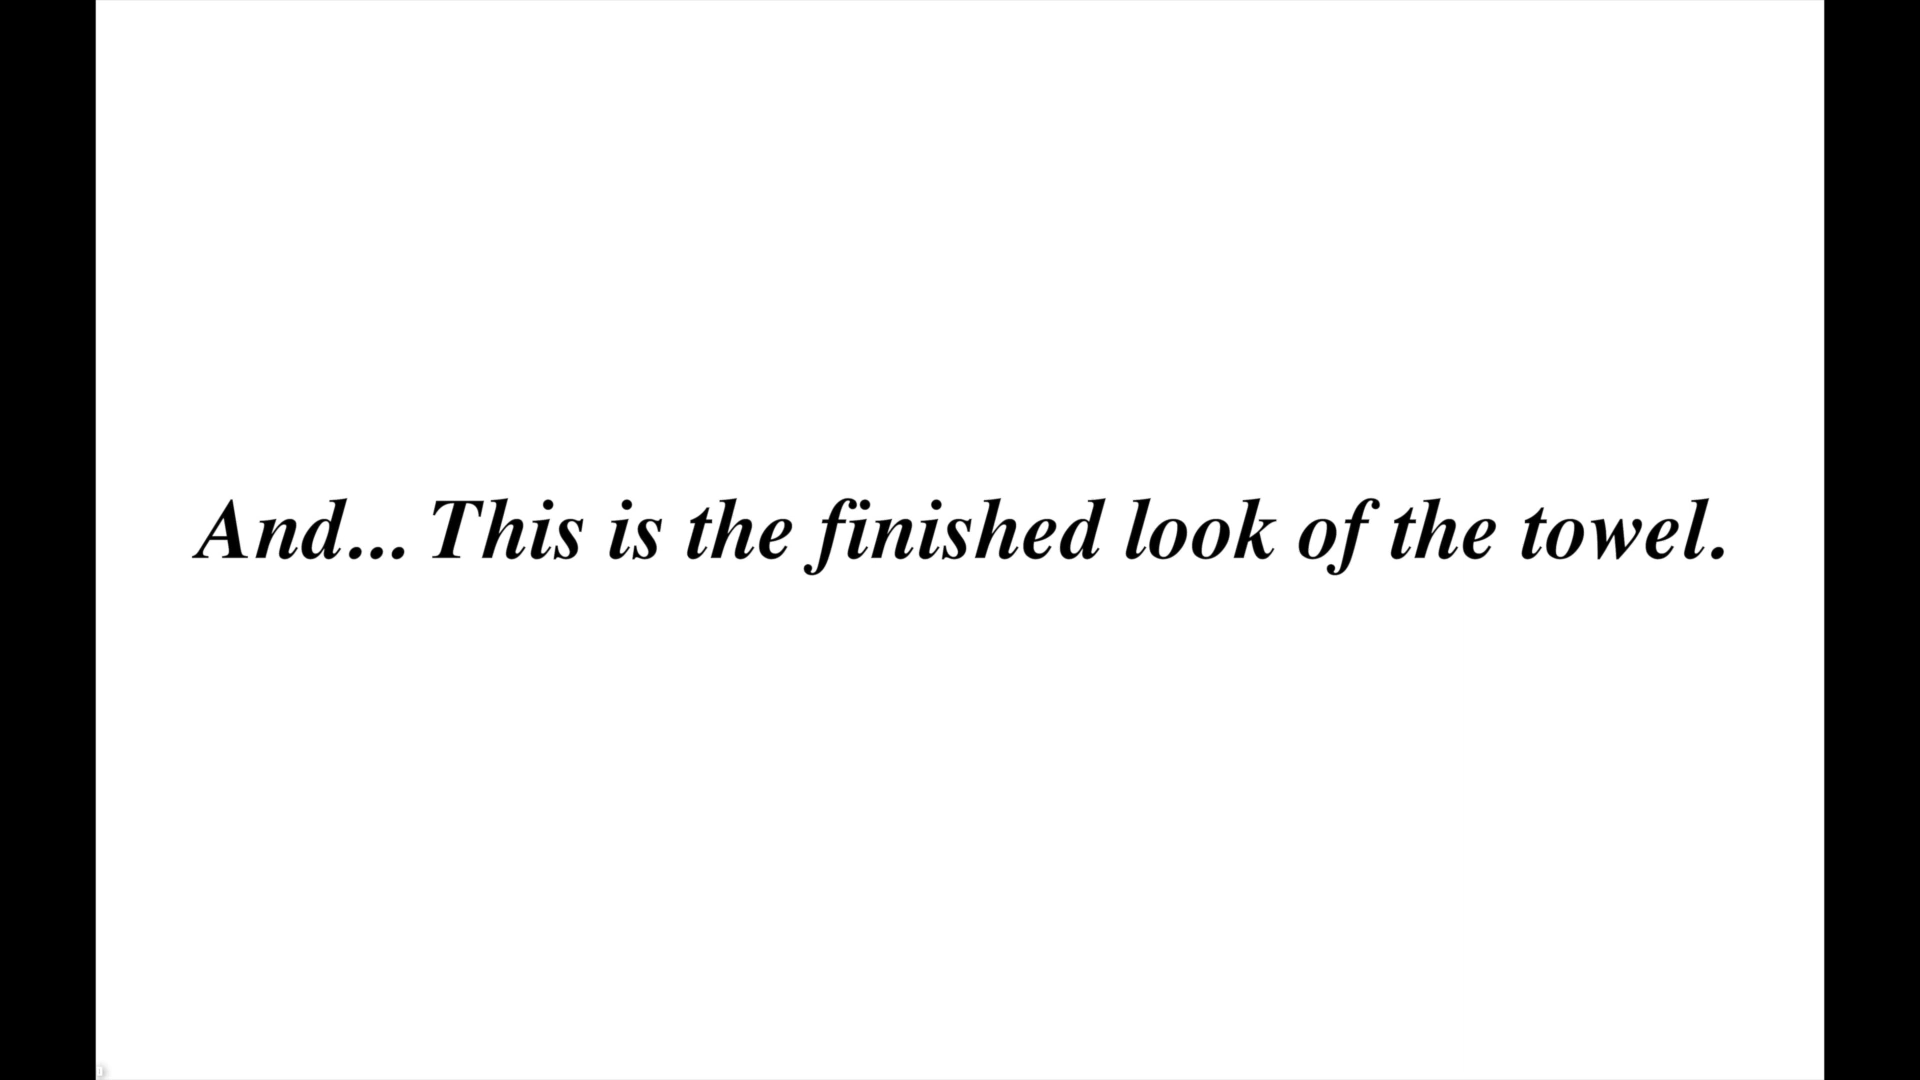 And... This is the finished look of the towel.